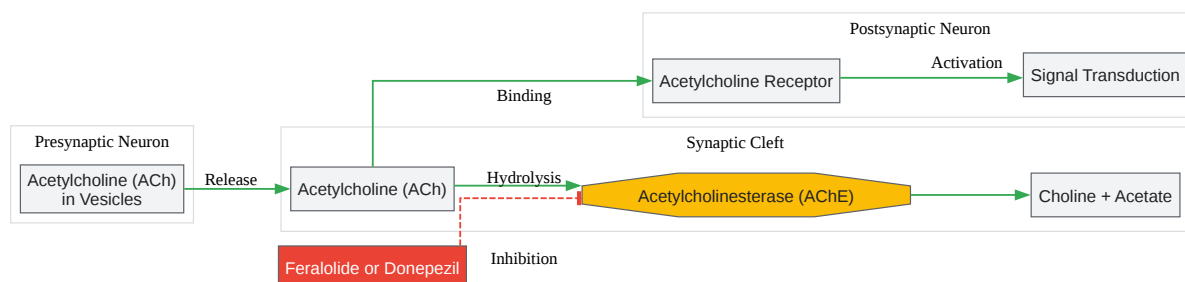 Postsynaptic Neuron
Activation
Acetylcholine Receptor
Signal Transduction
Binding
Presynaptic Neuron
Synaptic Cleft
Acetylcholine (ACh)
in Vesicles
Release
Acetylcholine (ACh)
Hydrolysis
Acetylcholinesterase (AChE)
Choline + Acetate
Feralolide or Donepezil
Inhibition